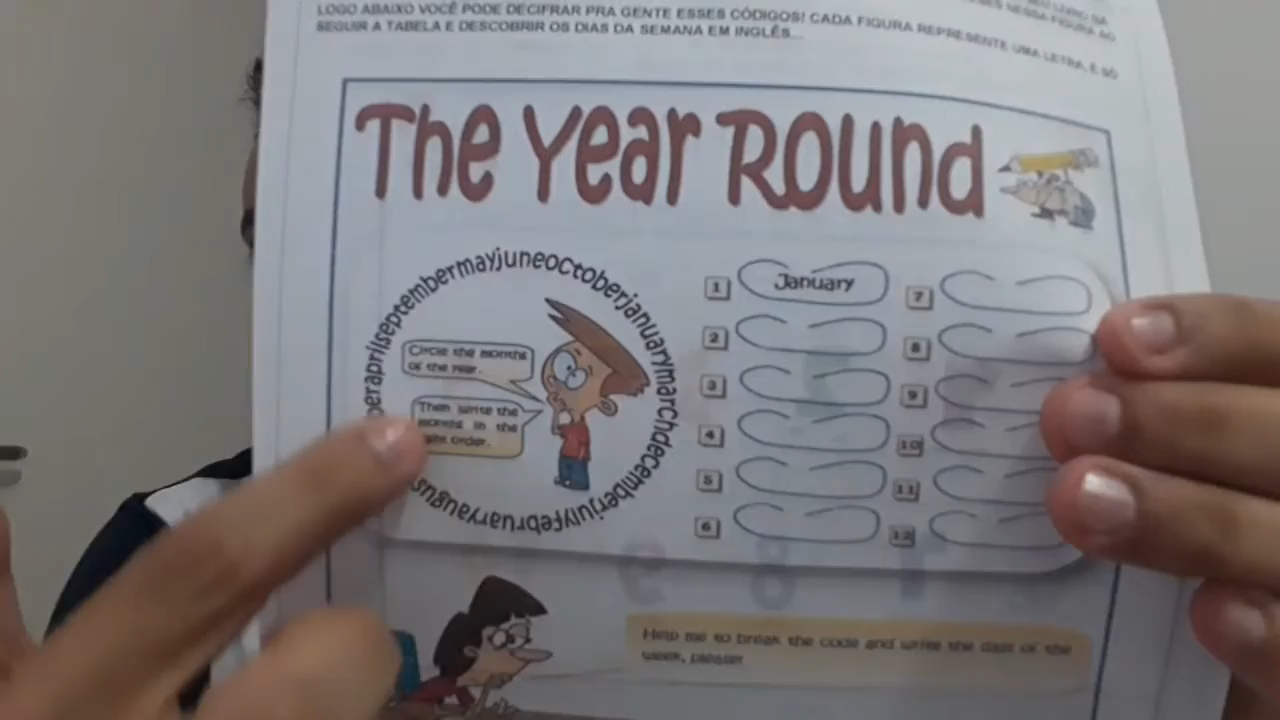 LOGO ABAIXO VOCÊ PODE DECIFRAR PRA GENTE ESSES CÓDIGOS! CADA FIGURA REPRESENTE UMA LETRA, É SÓ
SEGUIR A TABELA E DESCOBRIR OS DIAS DA SEMANA EM INGLÊS...
The Year Round
beraprilseptembermayjuneoctoberjanuarymarchdecemberjulyfebruaryaugus
Circle the months
of the year.
Then write the
months in the
order.
1 January
2
3
4
5
6
7
8
9
10
11
12
Help me to break the code and write the days of the
week, please!